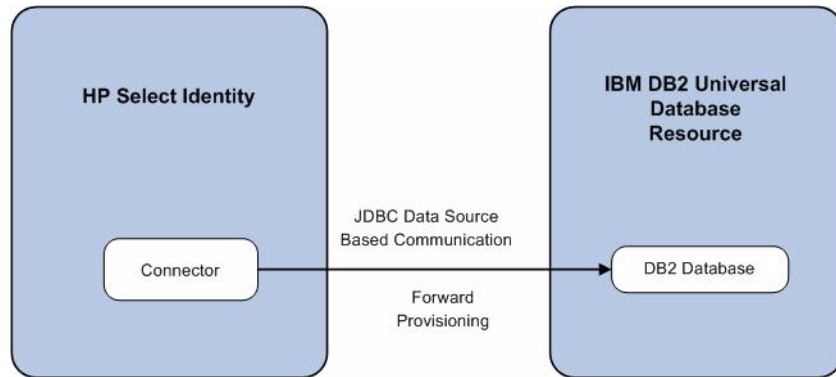 HP Select Identity
IBM DB2 Universal
Database
Resource
JDBC Data Source
Based Communication
Connector
DB2 Database
Forward
Provisioning